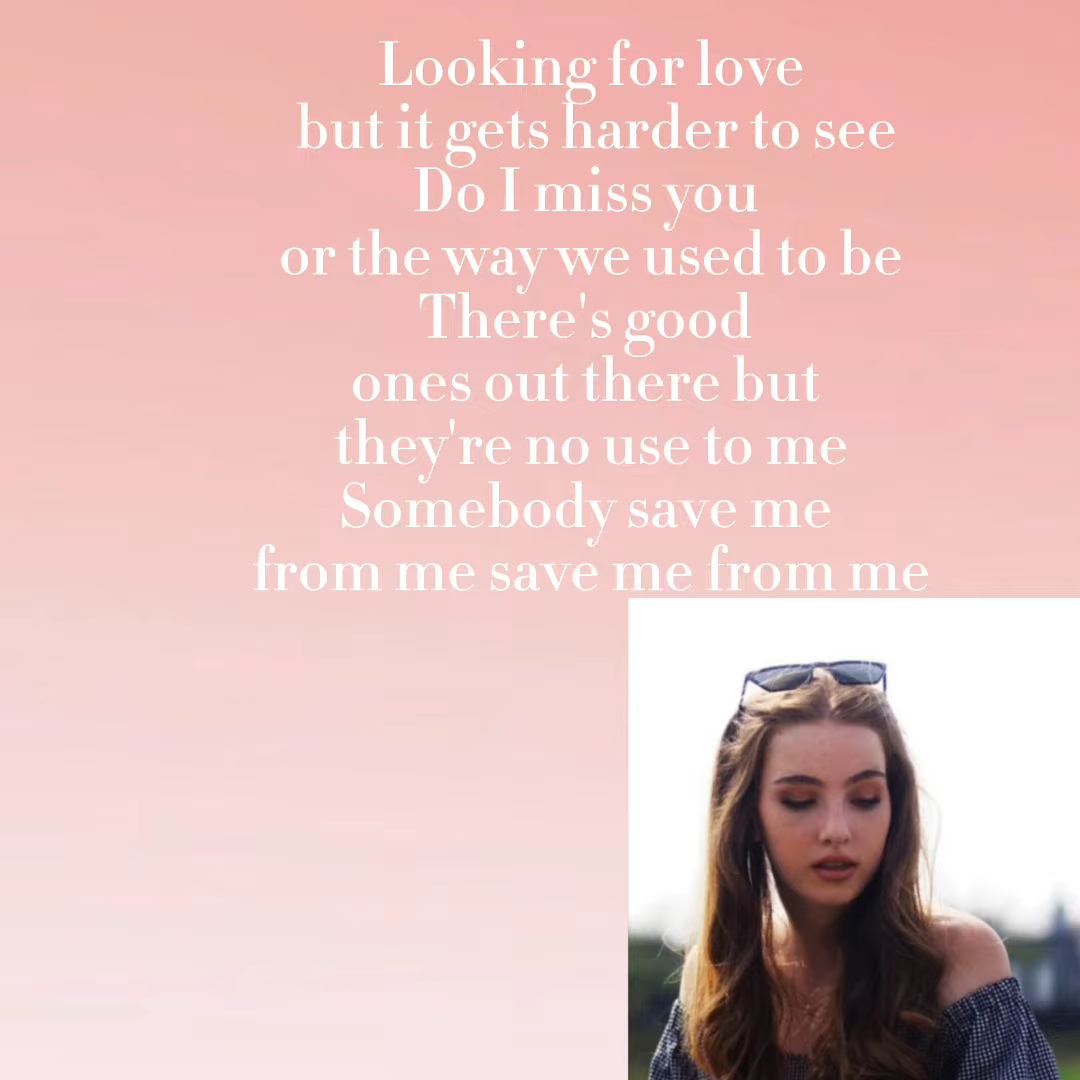 Looking for love
but it gets harder to see
Do I miss you
or the way we used to be
There's good
ones out there but
they're no use to me
Somebody save me
from me save me from me